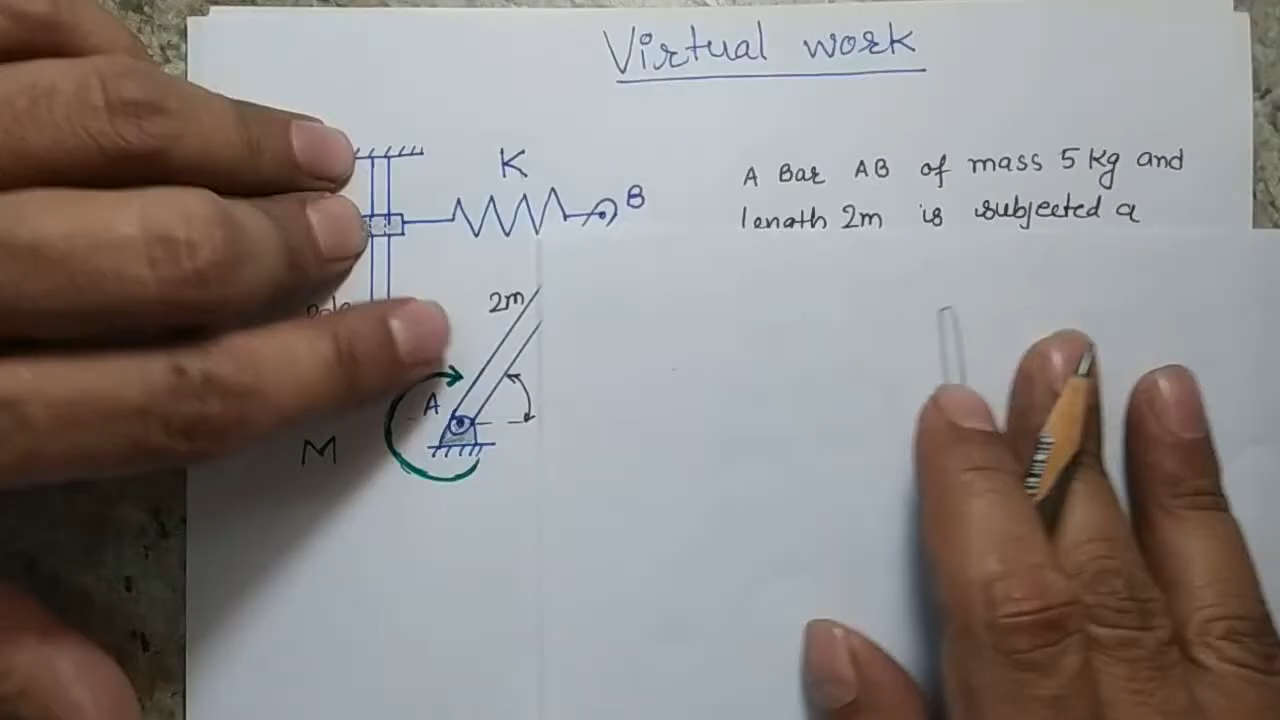 Virtual work
K
B
A Bar AB of mass 5 Kg and
length 2m is subjected a
2m
A
M